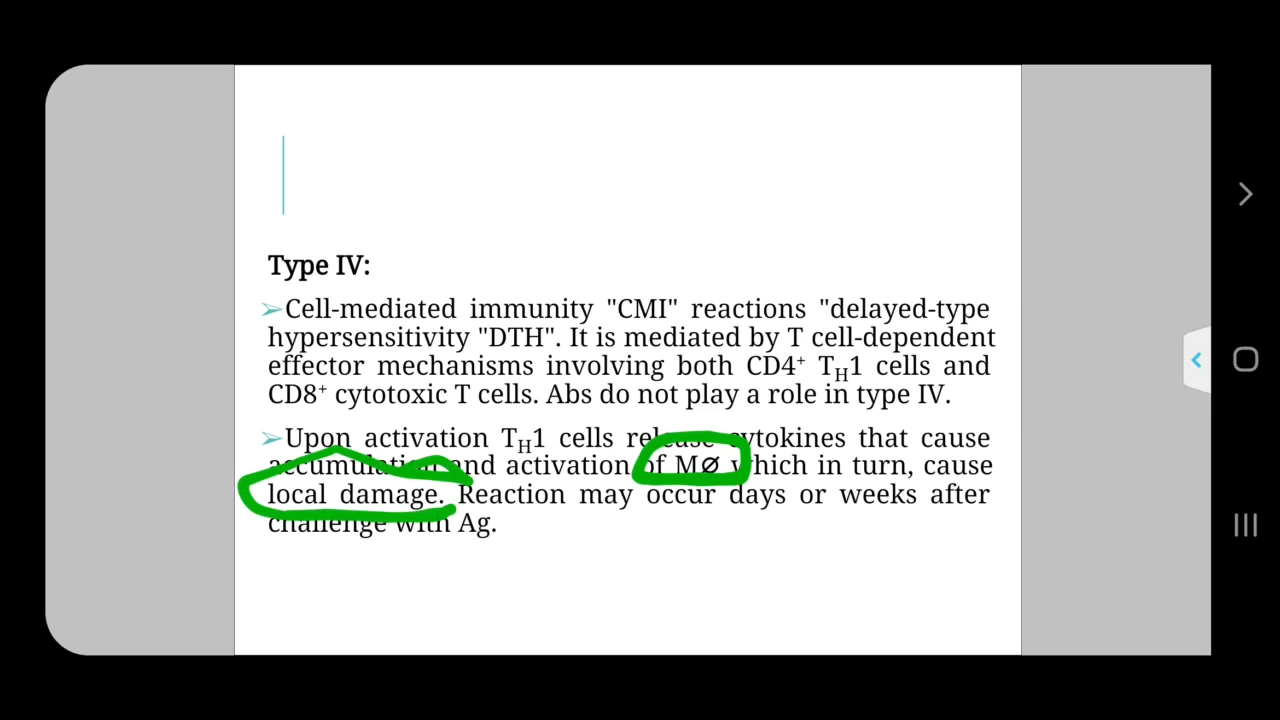 Type IV:
➢Cell-mediated immunity "CMI" reactions "delayed-type
hypersensitivity "DTH". It is mediated by T cell-dependent
effector mechanisms involving both CD4⁺ TH1 cells and
CD8⁺ cytotoxic T cells. Abs do not play a role in type IV.
➢Upon activation TH1 cells release cytokines that cause
accumulation and activation of MØ which in turn, cause
local damage. Reaction may occur days or weeks after
challenge with Ag.